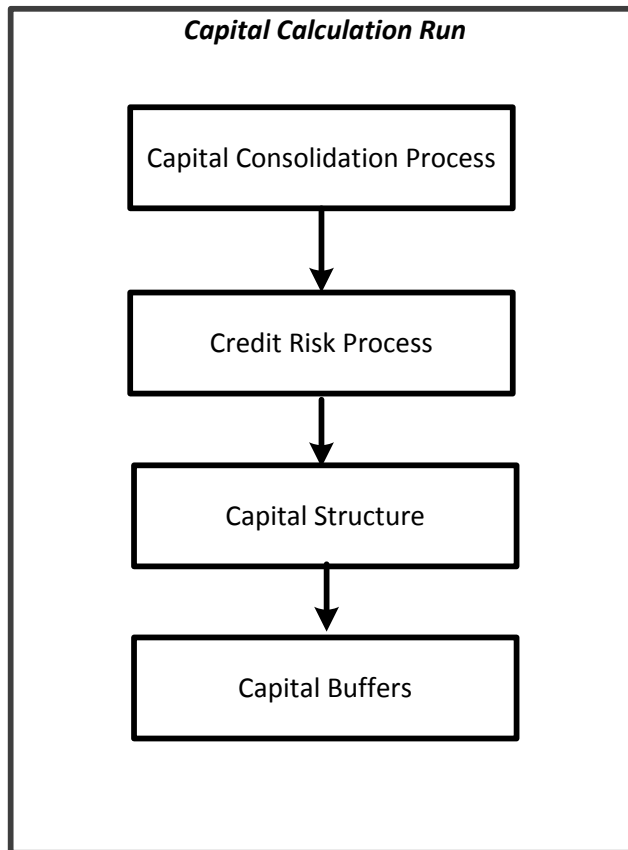 Capital Calculation Run
Capital Consolidation Process
Credit Risk Process
Capital Structure
Capital Buffers